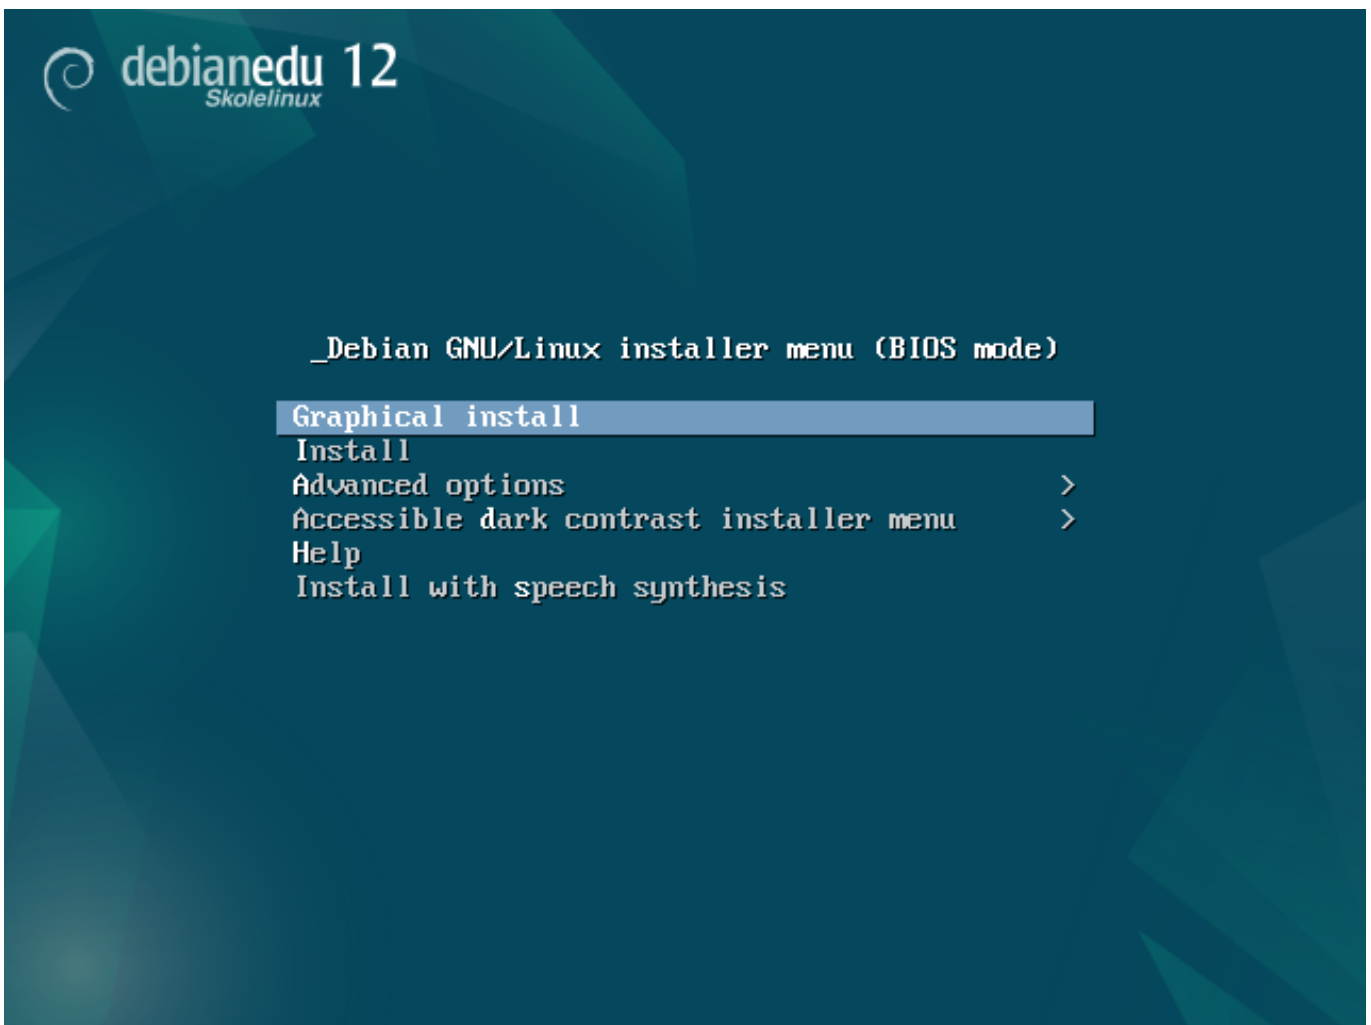 debianedu 12
Skolelinux
_Debian GNU/Linux installer menu (BIOS mode)
Graphical install
Install
Advanced options >
Accessible dark contrast installer menu >
Help
Install with speech synthesis